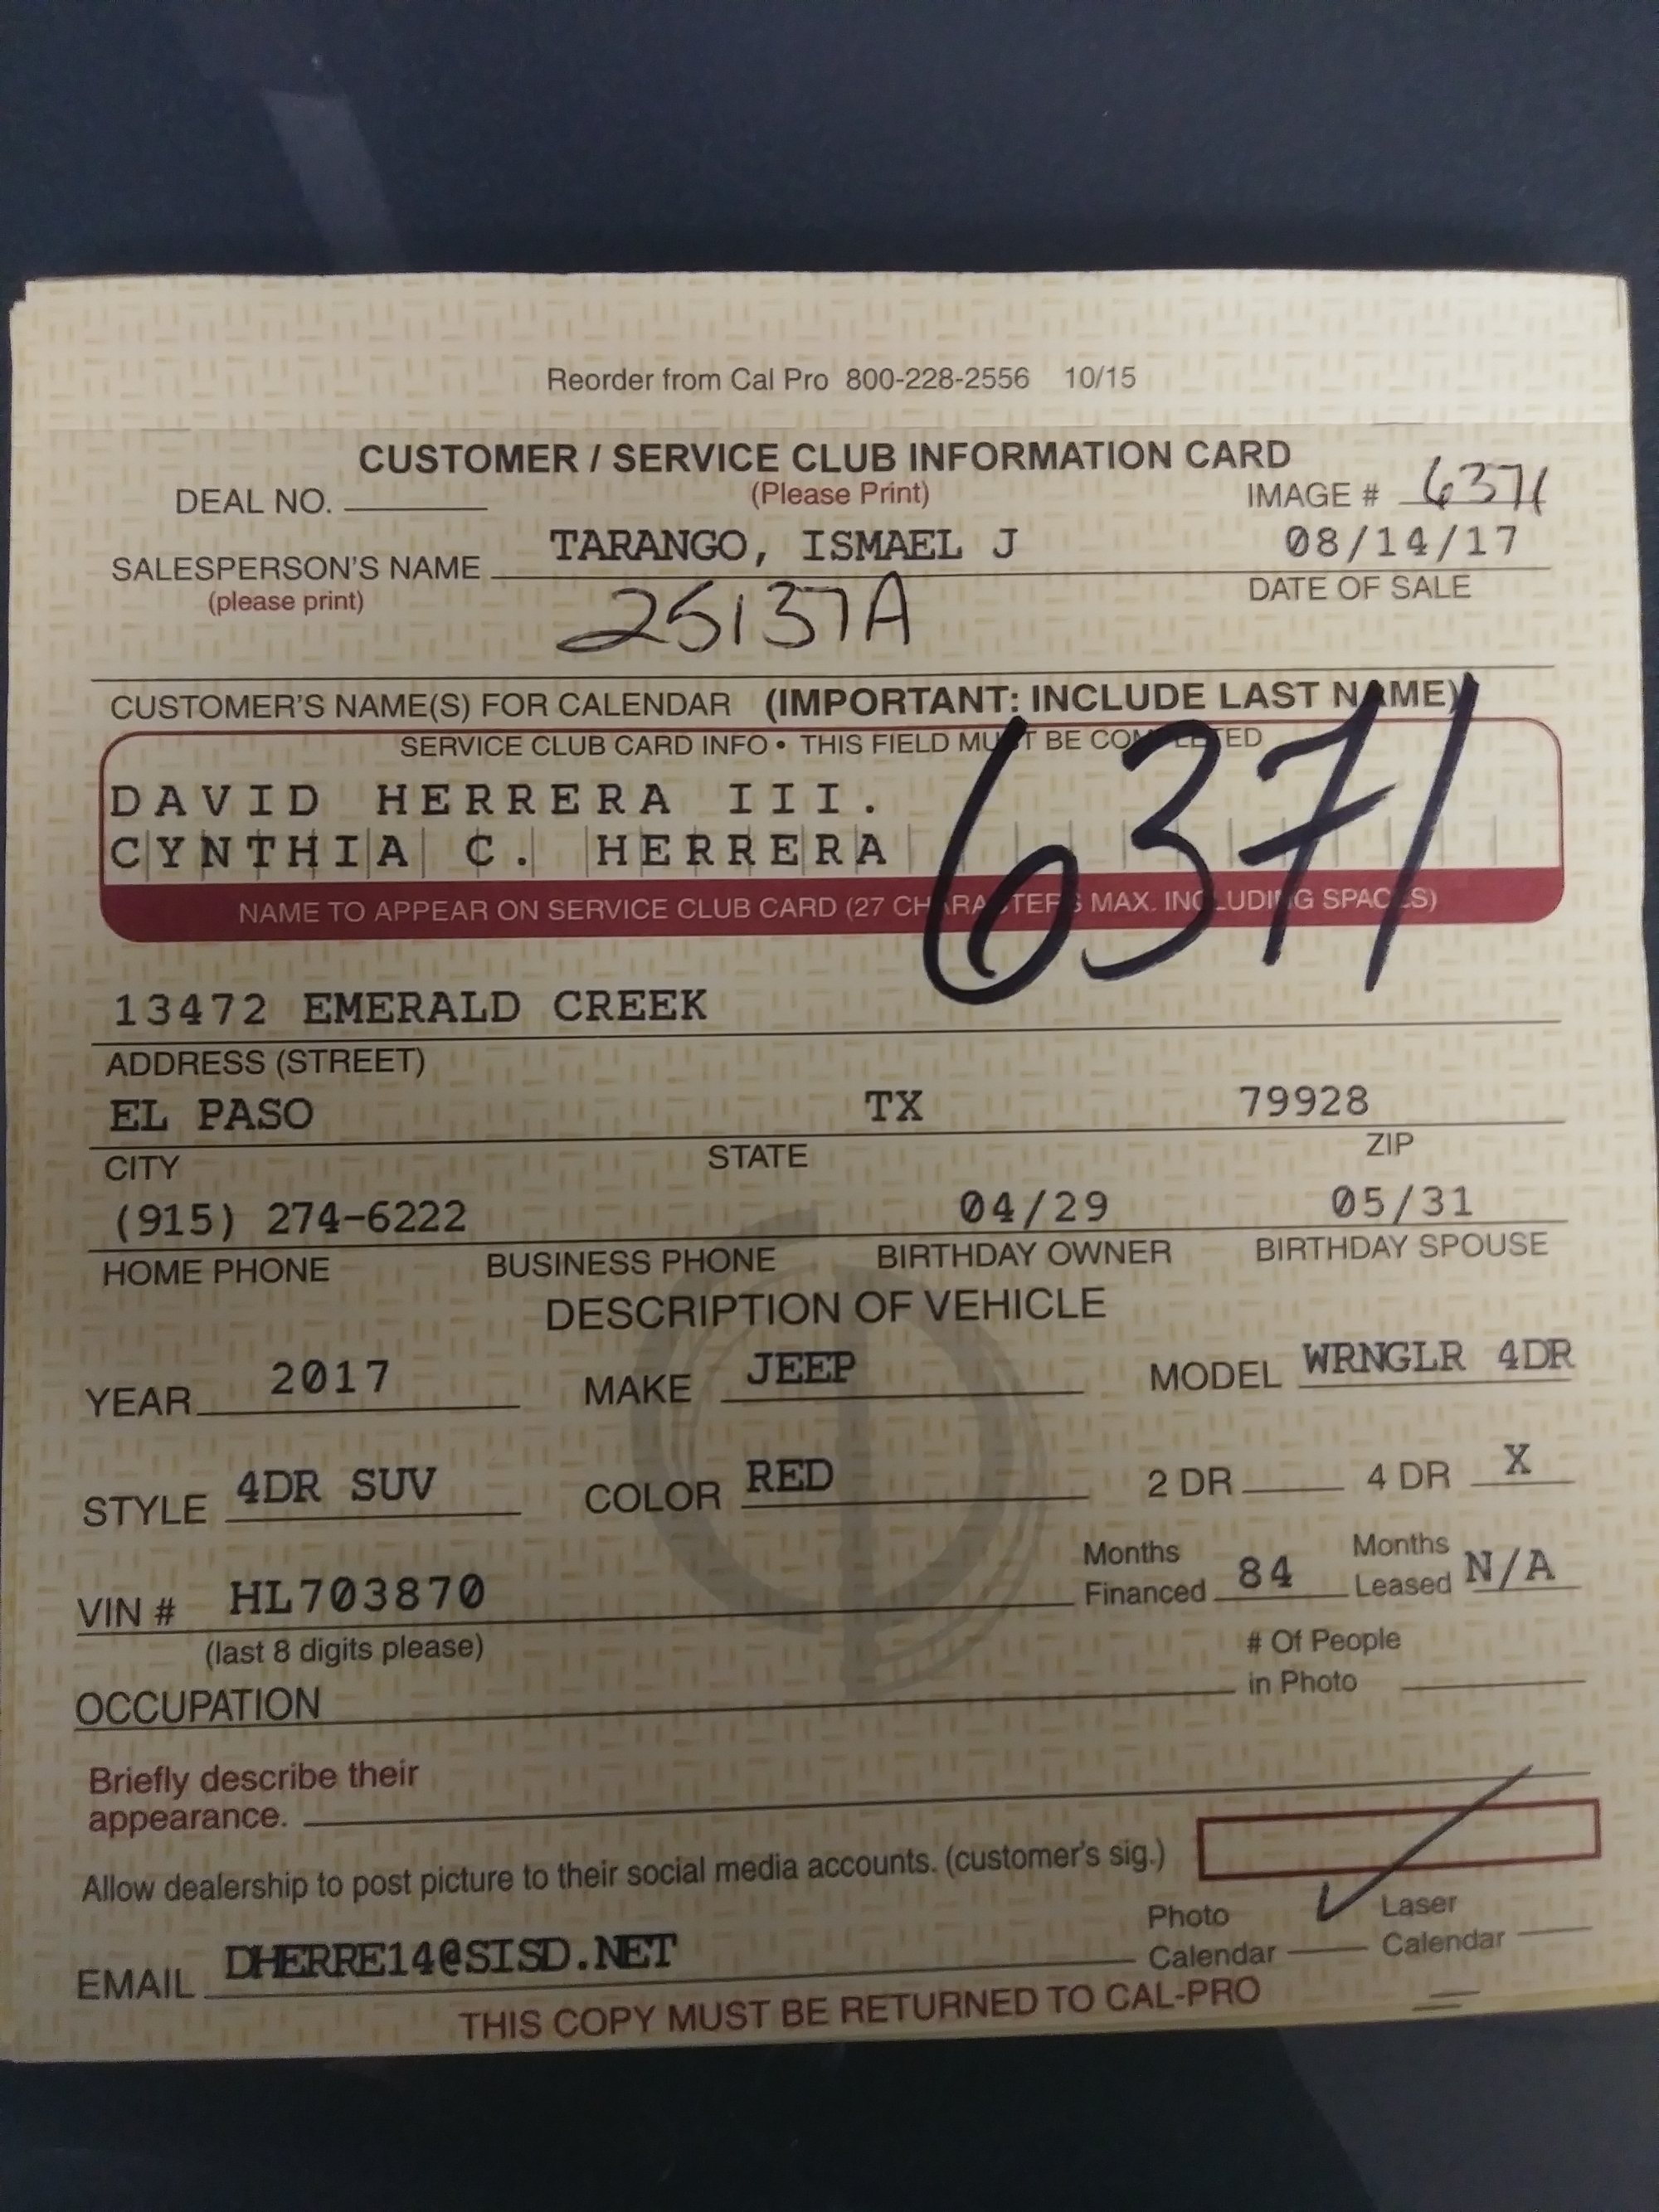 Reorder from Cal Pro 800-228-2556 10/15
CUSTOMER / SERVICE CLUB INFORMATION CARD
DEAL NO. (Please Print) IMAGE # 6371
SALESPERSON'S NAME TARANGO, ISMAEL J 08/14/17
(please print) DATE OF SALE
25137A
CUSTOMER'S NAME(S) FOR CALENDAR (IMPORTANT: INCLUDE LAST NAME)
SERVICE CLUB CARD INFO • THIS FIELD MUST BE COMPLETED
6371
DAVID HERRERA III.
CYNTHIA C. HERRERA
NAME TO APPEAR ON SERVICE CLUB CARD (27 CHARACTERS MAX. INCLUDING SPACES)
13472 EMERALD CREEK
ADDRESS (STREET)
EL PASO TX 79928
CITY STATE ZIP
(915) 274-6222 04/29 05/31
HOME PHONE BUSINESS PHONE BIRTHDAY OWNER BIRTHDAY SPOUSE
DESCRIPTION OF VEHICLE
YEAR 2017 MAKE JEEP MODEL WRNGLR 4DR
STYLE 4DR SUV COLOR RED 2 DR 4 DR X
VIN # HL703870 Months Financed 84 Months Leased N/A
(last 8 digits please)
OCCUPATION # Of People in Photo
Briefly describe their
appearance.
Allow dealership to post picture to their social media accounts. (customer's sig.)
EMAIL DHERRE14@SISD.NET Photo Calendar Laser Calendar
THIS COPY MUST BE RETURNED TO CAL-PRO